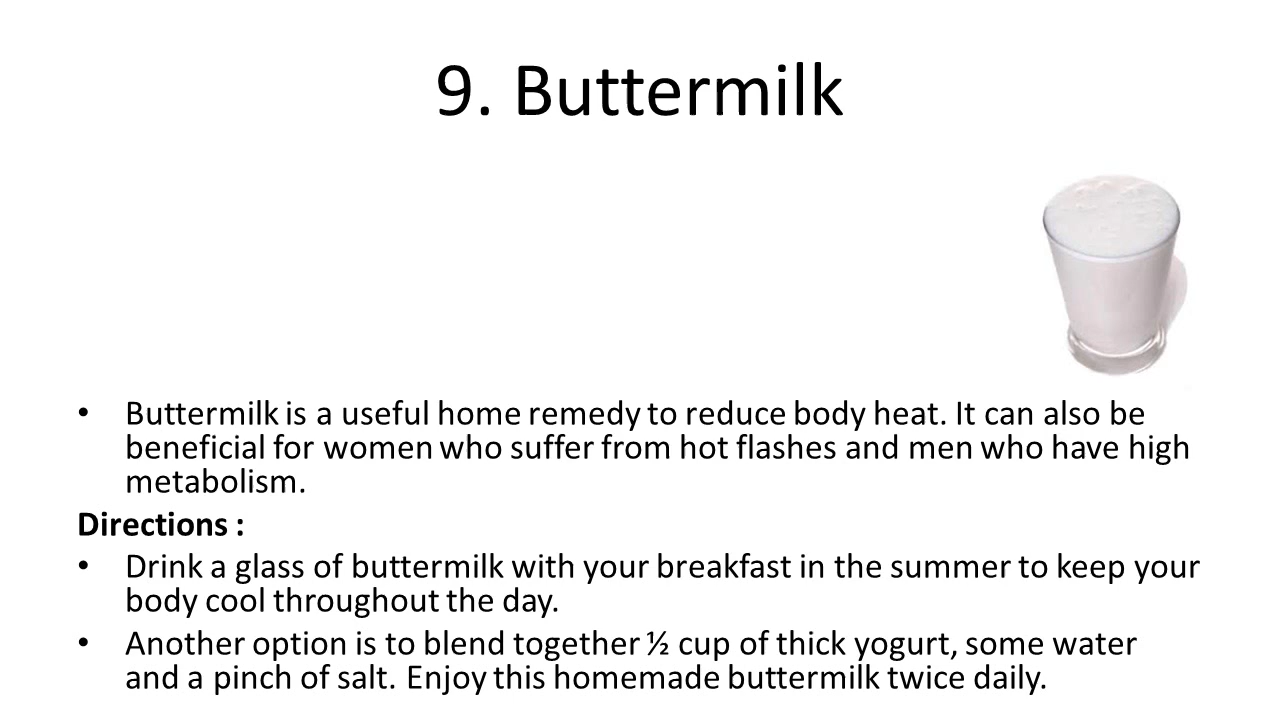 9. Buttermilk
• Buttermilk is a useful home remedy to reduce body heat. It can also be
beneficial for women who suffer from hot flashes and men who have high
metabolism.
Directions :
• Drink a glass of buttermilk with your breakfast in the summer to keep your
body cool throughout the day.
• Another option is to blend together ½ cup of thick yogurt, some water
and a pinch of salt. Enjoy this homemade buttermilk twice daily.